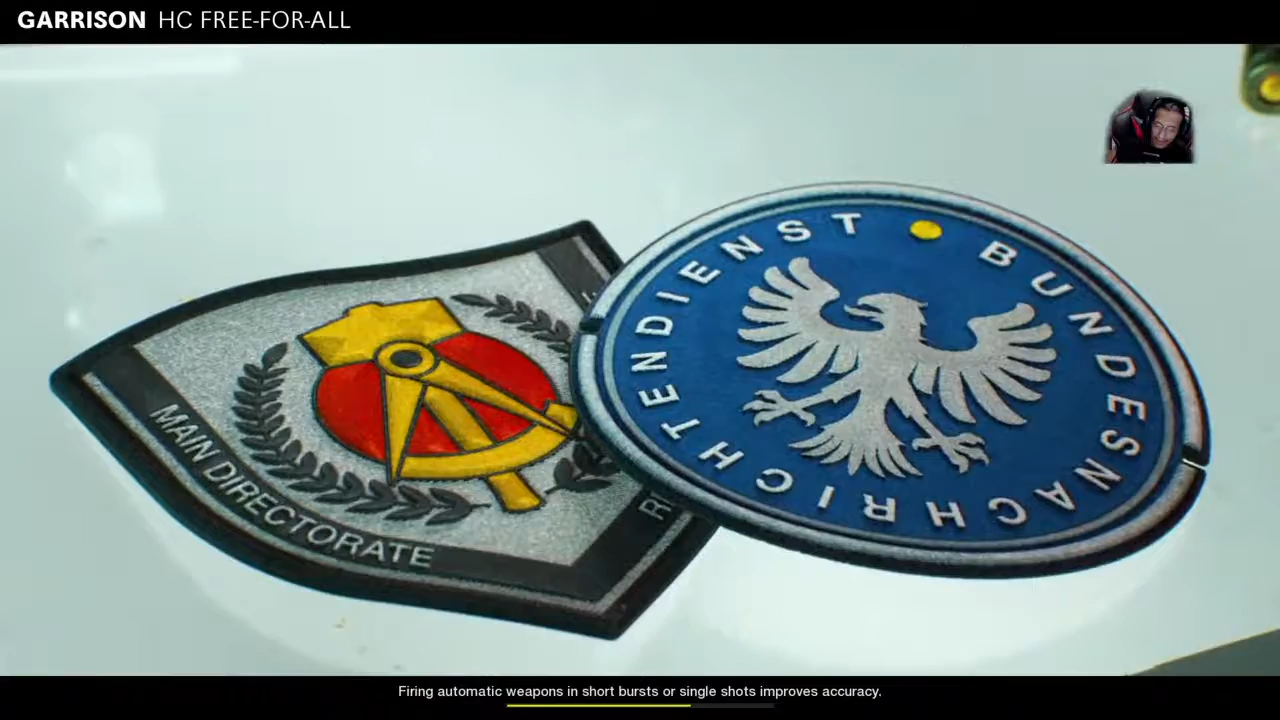 GARRISON HC FREE-FOR-ALL
MAIN DIRECTORATE
BUNDESNACHRICHTENDIENST
Firing automatic weapons in short bursts or single shots improves accuracy.